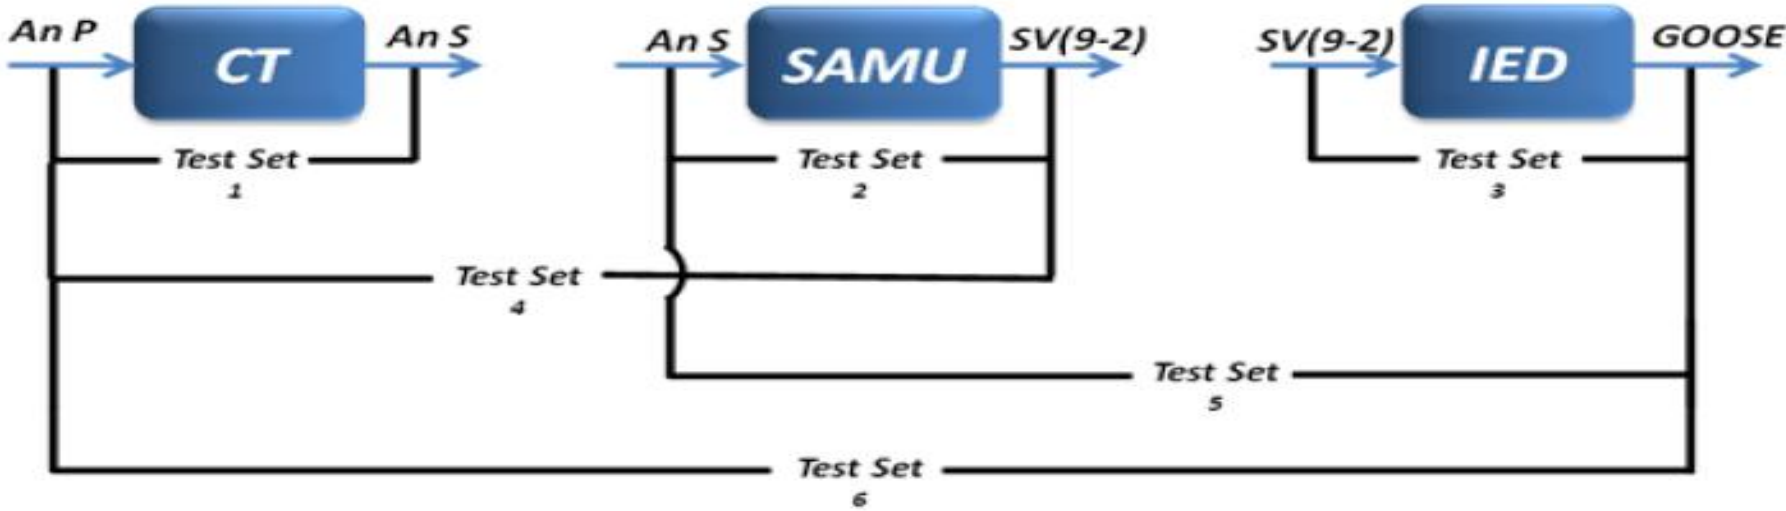 An P
CT
An S
An S
SAMU
SV(9-2)
SV(9-2)
IED
GOOSE
Test Set
1
Test Set
2
Test Set
3
Test Set
4
Test Set
5
Test Set
6